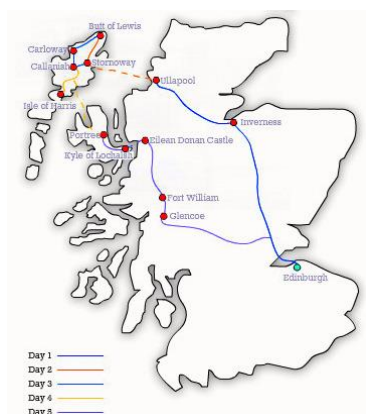 Butt of Lewis
Carloway
Callanish
Stornoway
Ullapool
Isle of Harris
Inverness
Portree
Eilean Donan Castle
Kyle of Lochalsh
Fort William
Glencoe
Edinburgh
Day 1
Day 2
Day 3
Day 4
Day 5